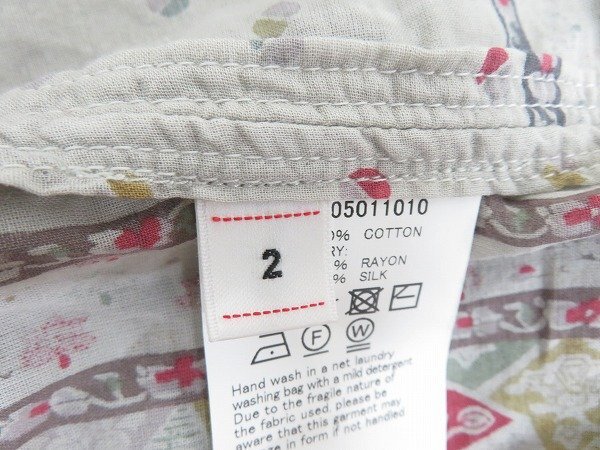 2
05011010
% COTTON
RY:
% RAYON
% SILK
F W
Hand wash in a net laundry
washing bag with a mild detergent
Due to the fragile nature of
the fabric used, please be
aware that this garment may
in form if not hand